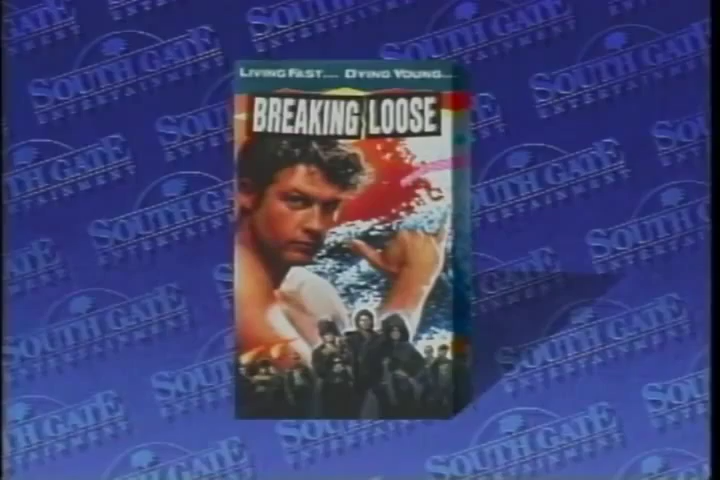 LIVING FAST.... DYING YOUNG....
BREAKING LOOSE
SOUTH GATE
ENTERTAINMENT